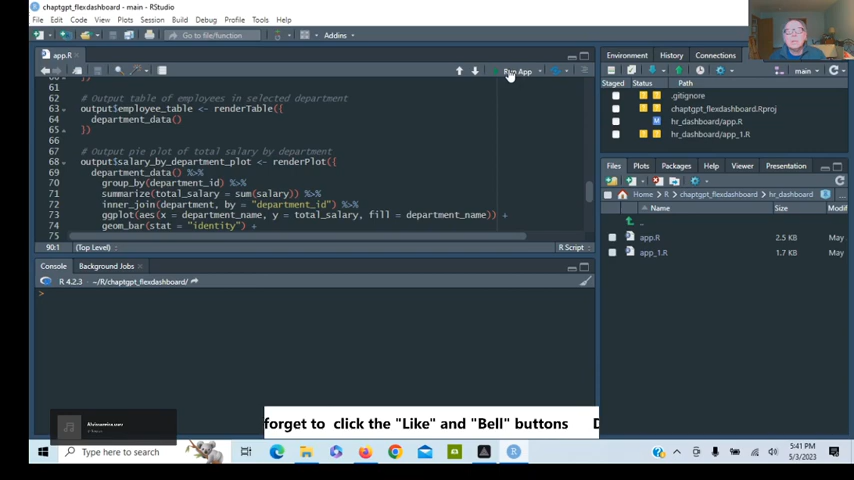 chaptgpt_flexdashboard - main - RStudio
File Edit Code View Plots Session Build Debug Profile Tools Help
Go to file/function Addins
app.R
Run App
60 })
61
62 # Output table of employees in selected department
63 output$employee_table <- renderTable({
64 department_data()
65 })
66
67 # Output pie plot of total salary by department
68 output$salary_by_department_plot <- renderPlot({
69 department_data() %>%
70 group_by(department_id) %>%
71 summarize(total_salary = sum(salary)) %>%
72 inner_join(department, by = "department_id") %>%
73 ggplot(aes(x = department_name, y = total_salary, fill = department_name)) +
74 geom_bar(stat = "identity") +
75
90:1 (Top Level) R Script
Console Background Jobs
R 4.2.3 · ~/R/chaptgpt_flexdashboard/
>
Environment History Connections
main
Staged Status Path
.gitignore
chaptgpt_flexdashboard.Rproj
M hr_dashboard/app.R
hr_dashboard/app_1.R
Files Plots Packages Help Viewer Presentation
Home R chaptgpt_flexdashboard hr_dashboard
Name Size Modif
..
app.R 2.5 KB May
app_1.R 1.7 KB May
forget to click the "Like" and "Bell" buttons D
Type here to search
5:41 PM
5/3/2023